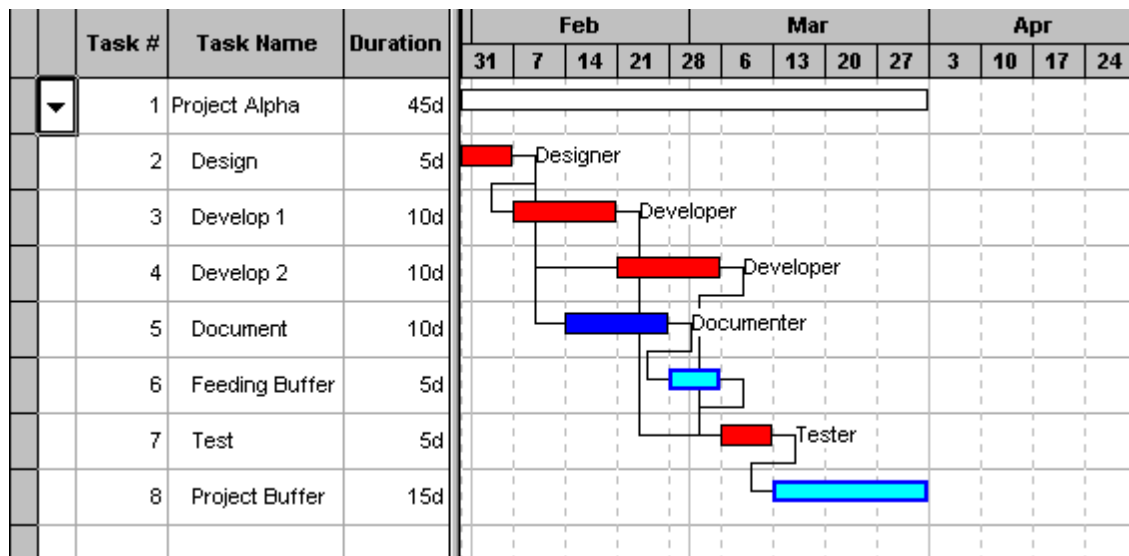 Task # Task Name Duration Feb Mar Apr
31 7 14 21 28 6 13 20 27 3 10 17 24
1 Project Alpha 45d
2 Design 5d Designer
3 Develop 1 10d Developer
4 Develop 2 10d Developer
5 Document 10d Documenter
6 Feeding Buffer 5d
7 Test 5d Tester
8 Project Buffer 15d